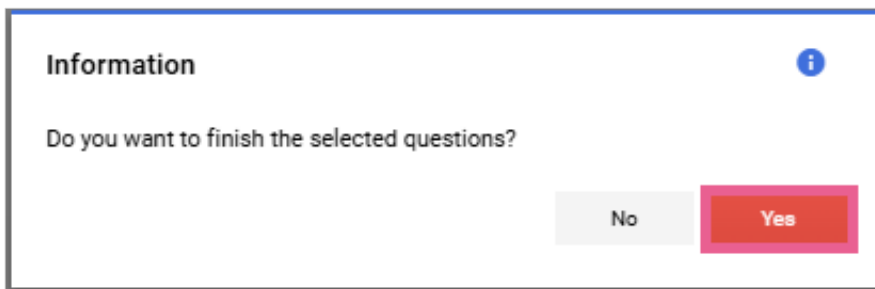 Information
Do you want to finish the selected questions?
No
Yes